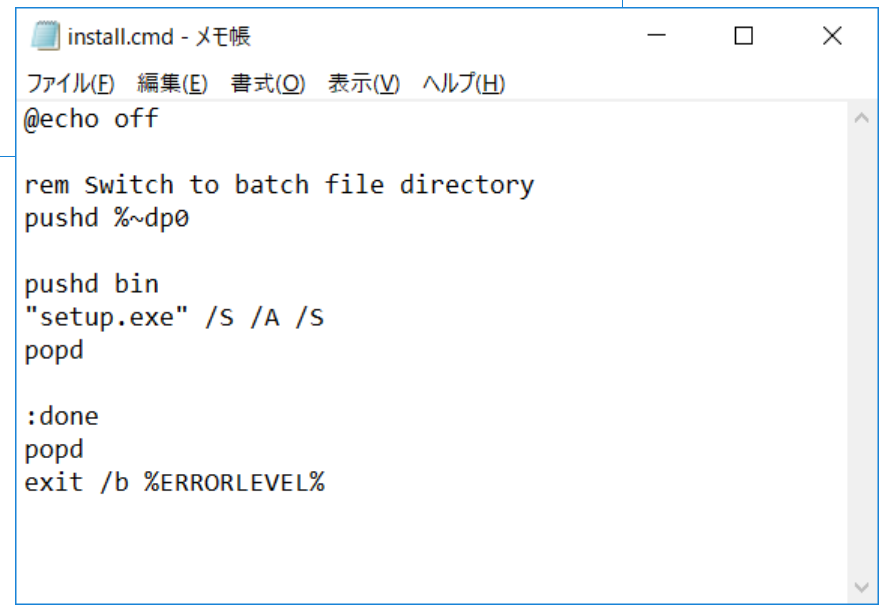 install.cmd - メモ帳
ファイル(F) 編集(E) 書式(O) 表示(V) ヘルプ(H)
@echo off
rem Switch to batch file directory
pushd %~dp0
pushd bin
"setup.exe" /S /A /S
popd
:done
popd
exit /b %ERRORLEVEL%